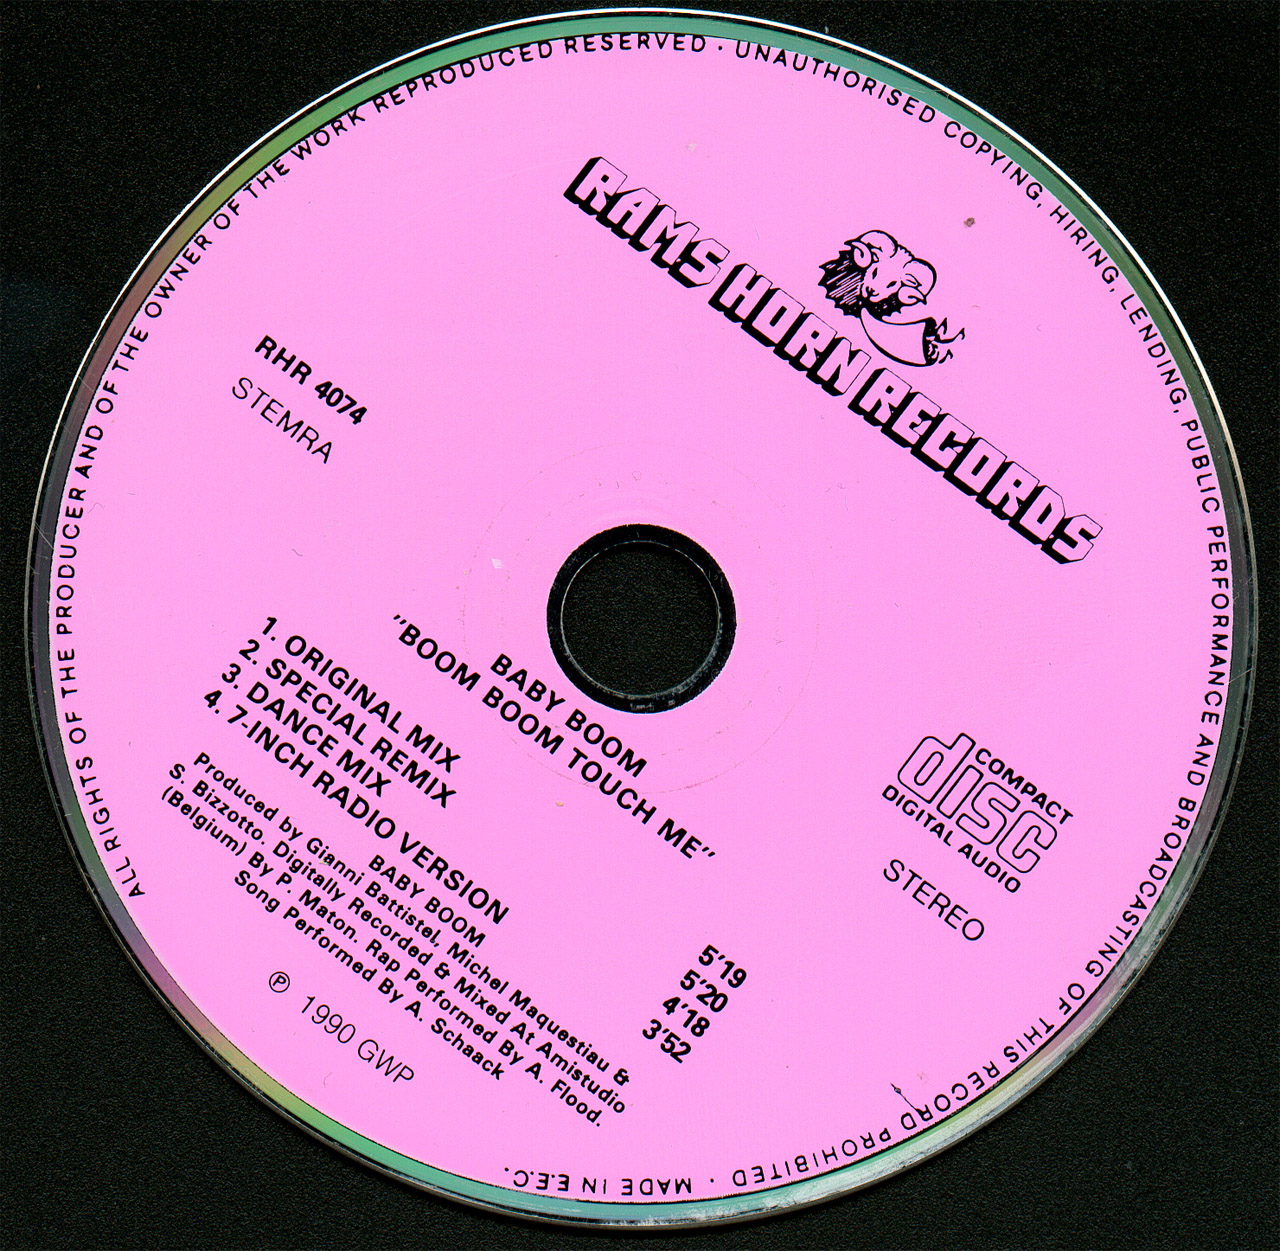 ALL RIGHTS OF THE PRODUCER AND OF THE OWNER OF THE WORK REPRODUCED RESERVED · UNAUTHORISED COPYING, HIRING, LENDING, PUBLIC PERFORMANCE AND BROADCASTING OF THIS RECORD PROHIBITED · MADE IN E.E.C. ·
RAMS HORN RECORDS
RHR 4074
STEMRA
BABY BOOM
"BOOM BOOM TOUCH ME"
1. ORIGINAL MIX 5'19
2. SPECIAL REMIX 5'20
3. DANCE MIX 4'18
4. 7-INCH RADIO VERSION 3'52
BABY BOOM
Produced by Gianni Battistel, Michel Maquestiau &
S. Bizzotto. Digitally Recorded & Mixed At Amistudio
(Belgium) By P. Maton. Rap Performed By A. Flood.
Song Performed By A. Schaack
℗ 1990 GWP
COMPACT
disc
DIGITAL AUDIO
STEREO